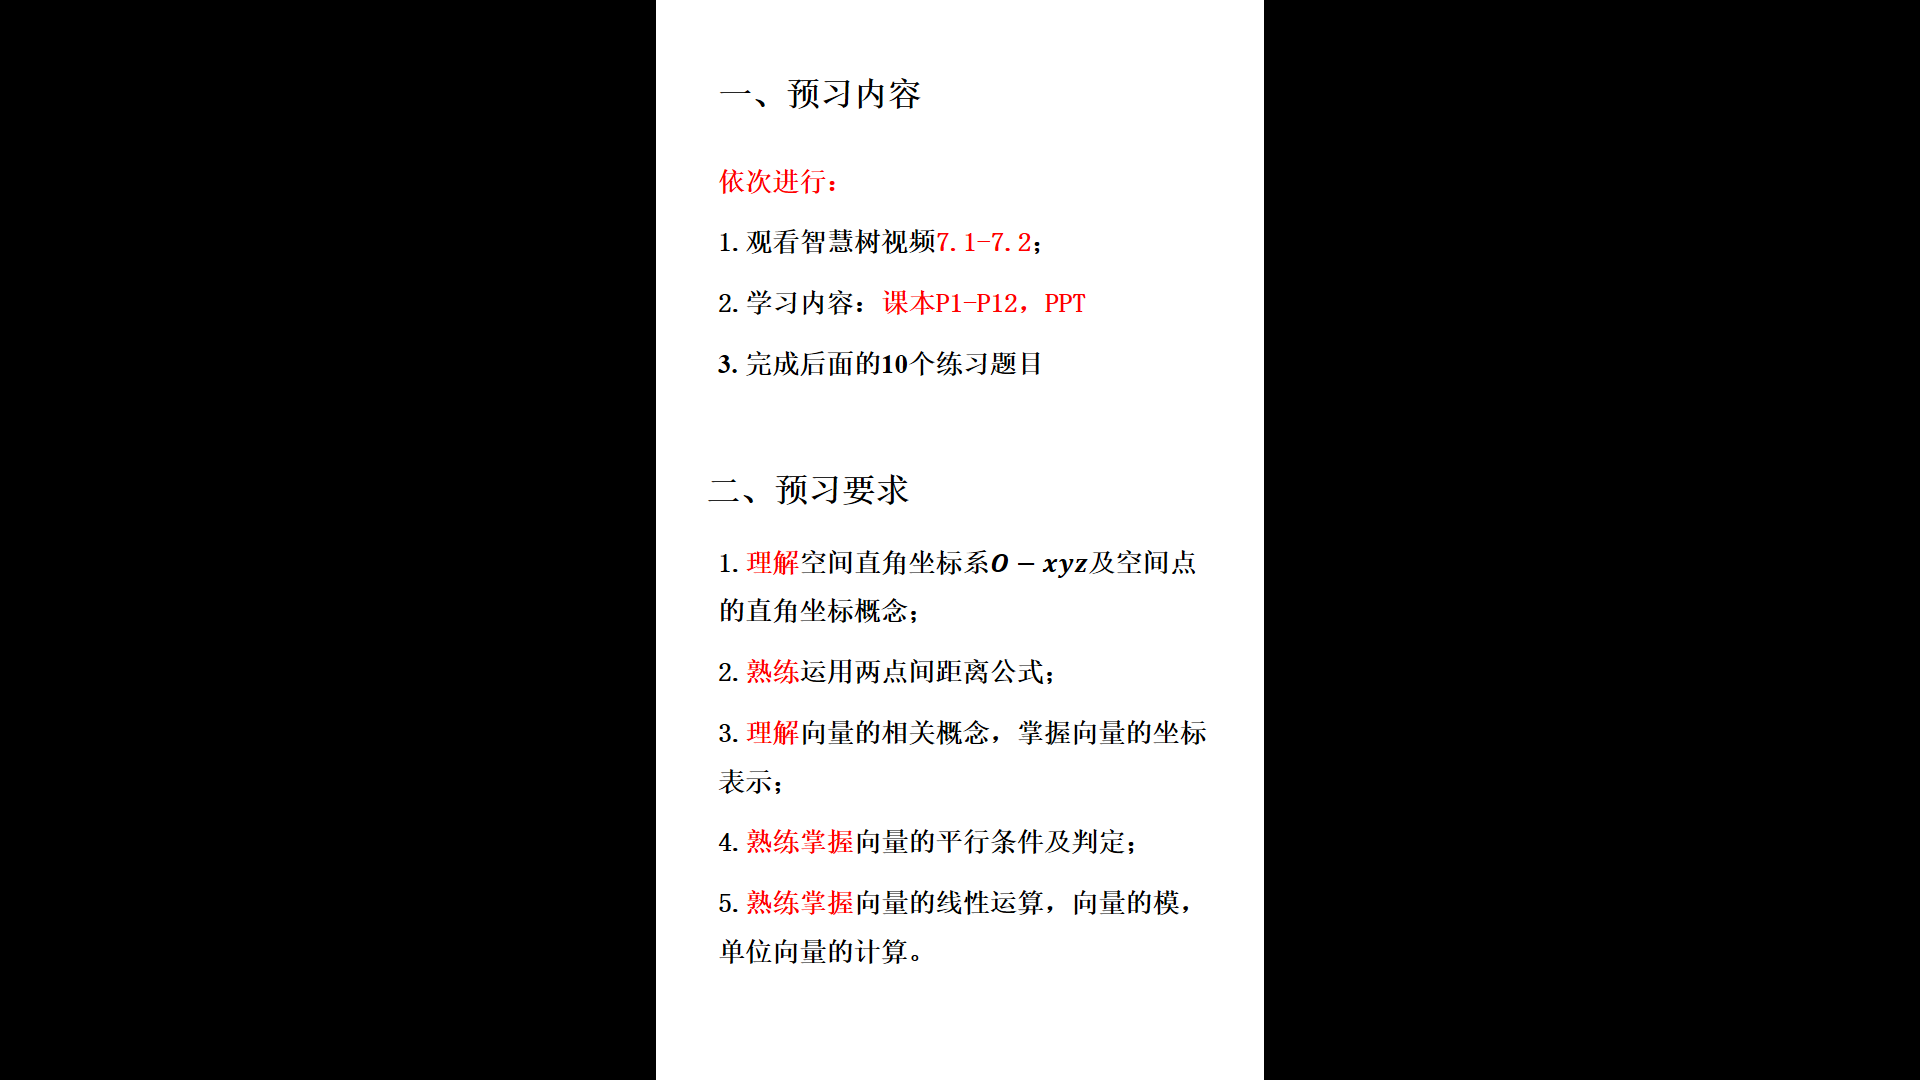 一、预习内容
依次进行：
1.观看智慧树视频7.1-7.2；
2.学习内容：课本P1-P12，PPT
3.完成后面的10个练习题目
二、预习要求
1.理解空间直角坐标系O－xyz及空间点
的直角坐标概念；
2.熟练运用两点间距离公式；
3.理解向量的相关概念，掌握向量的坐标
表示；
4.熟练掌握向量的平行条件及判定；
5.熟练掌握向量的线性运算，向量的模，
单位向量的计算。